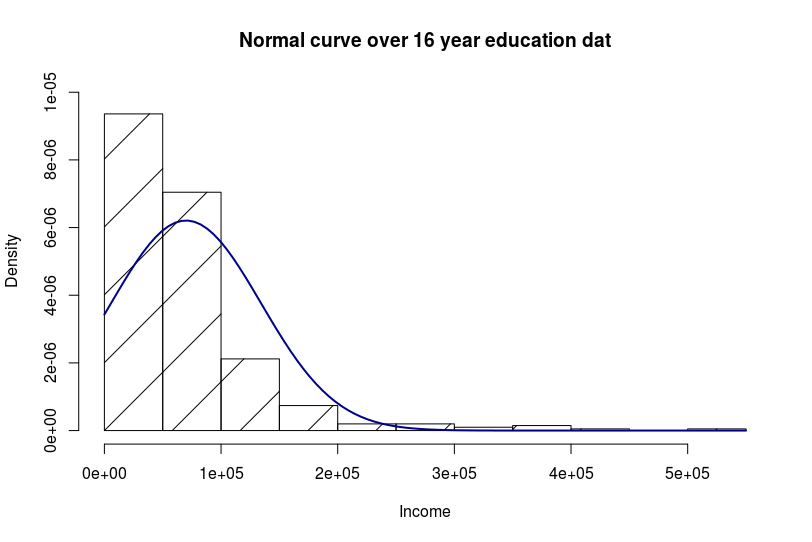 Normal curve over 16 year education dat
Density
1e-05
8e-06
6e-06
4e-06
2e-06
0e+00
0e+00 1e+05 2e+05 3e+05 4e+05 5e+05
Income